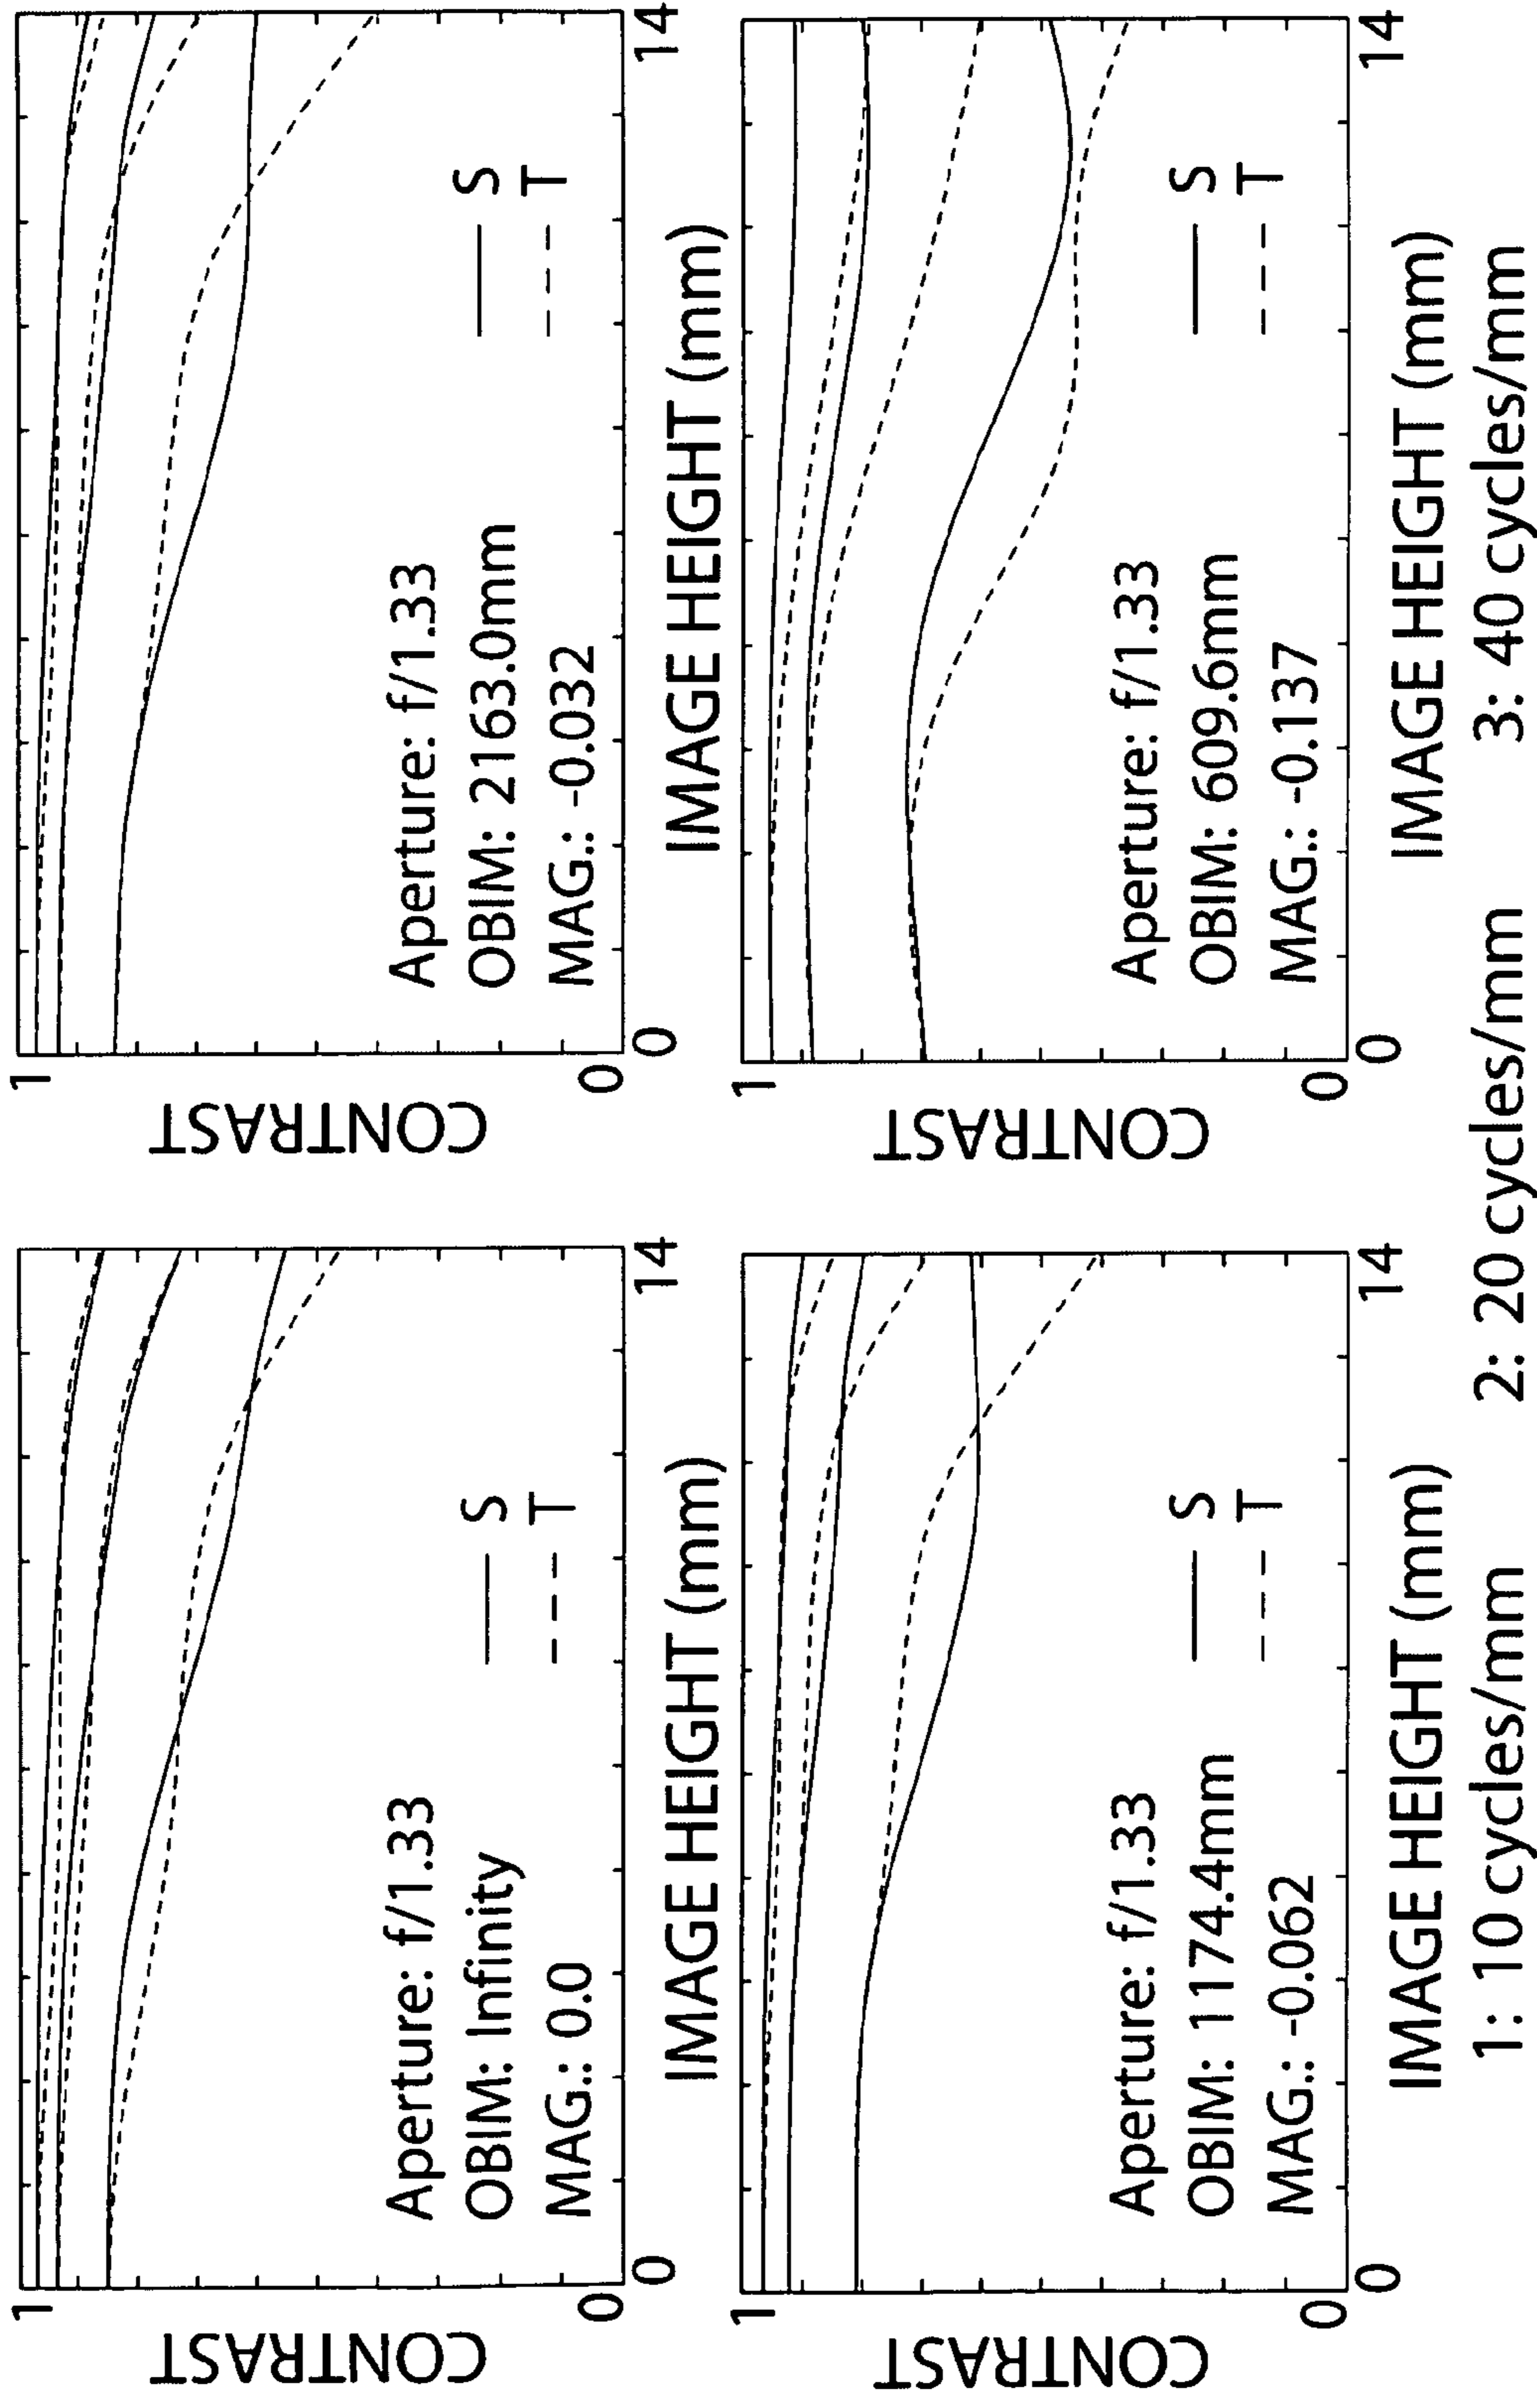 CONTRAST
1
0
S
T
Aperture: f/1.33
OBIM: Infinity
MAG.: 0.0
0
14
IMAGE HEIGHT (mm)
CONTRAST
1
0
S
T
Aperture: f/1.33
OBIM: 2163.0mm
MAG.: -0.032
0
14
IMAGE HEIGHT (mm)
CONTRAST
1
0
S
T
Aperture: f/1.33
OBIM: 1174.4mm
MAG.: -0.062
0
14
IMAGE HEIGHT (mm)
CONTRAST
1
0
S
T
Aperture: f/1.33
OBIM: 609.6mm
MAG.: -0.137
0
14
IMAGE HEIGHT (mm)
1: 10 cycles/mm 2: 20 cycles/mm 3: 40 cycles/mm